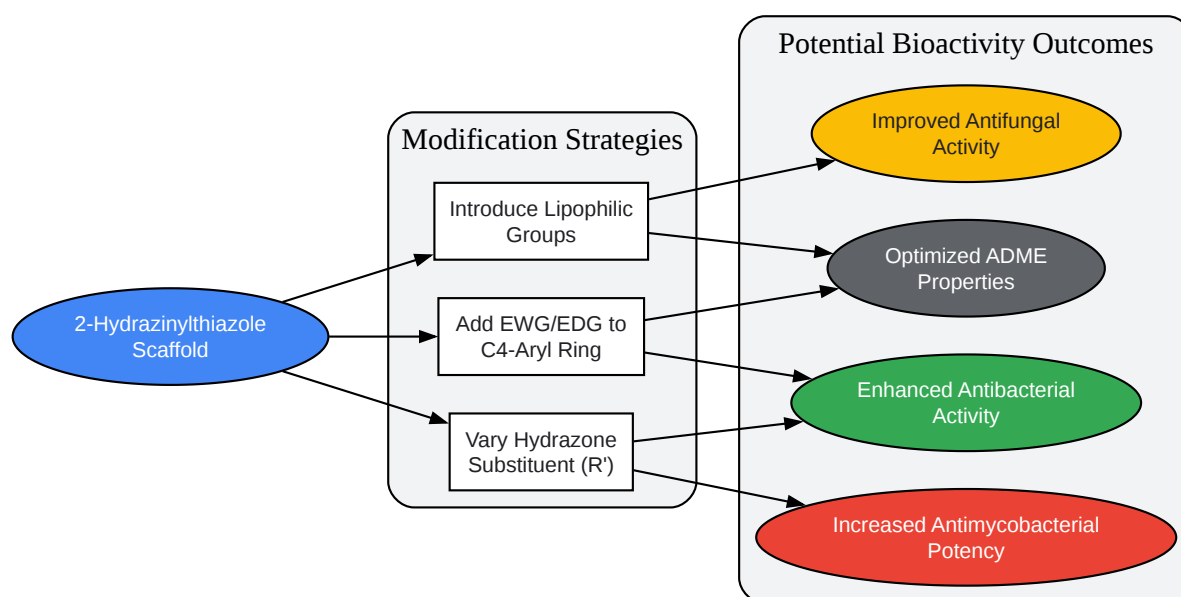 2-Hydrazinylthiazole
Scaffold
Modification Strategies
Introduce Lipophilic
Groups
Add EWG/EDG to
C4-Aryl Ring
Vary Hydrazone
Substituent (R')
Potential Bioactivity Outcomes
Improved Antifungal
Activity
Optimized ADME
Properties
Enhanced Antibacterial
Activity
Increased Antimycobacterial
Potency